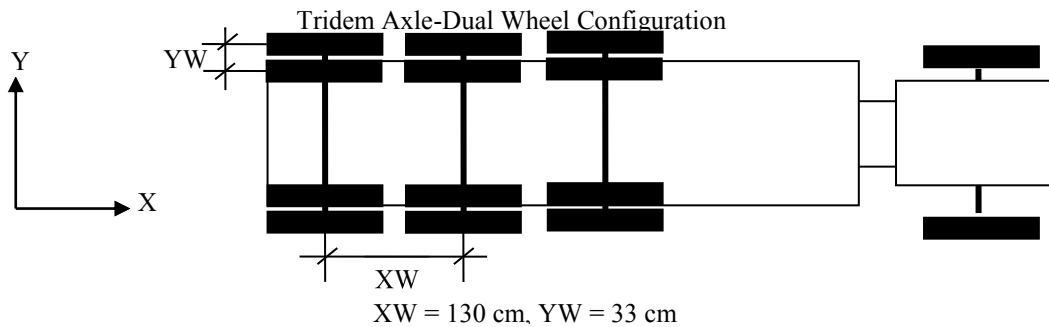 Tridem Axle-Dual Wheel Configuration
YW
Y
X
XW
XW = 130 cm, YW = 33 cm